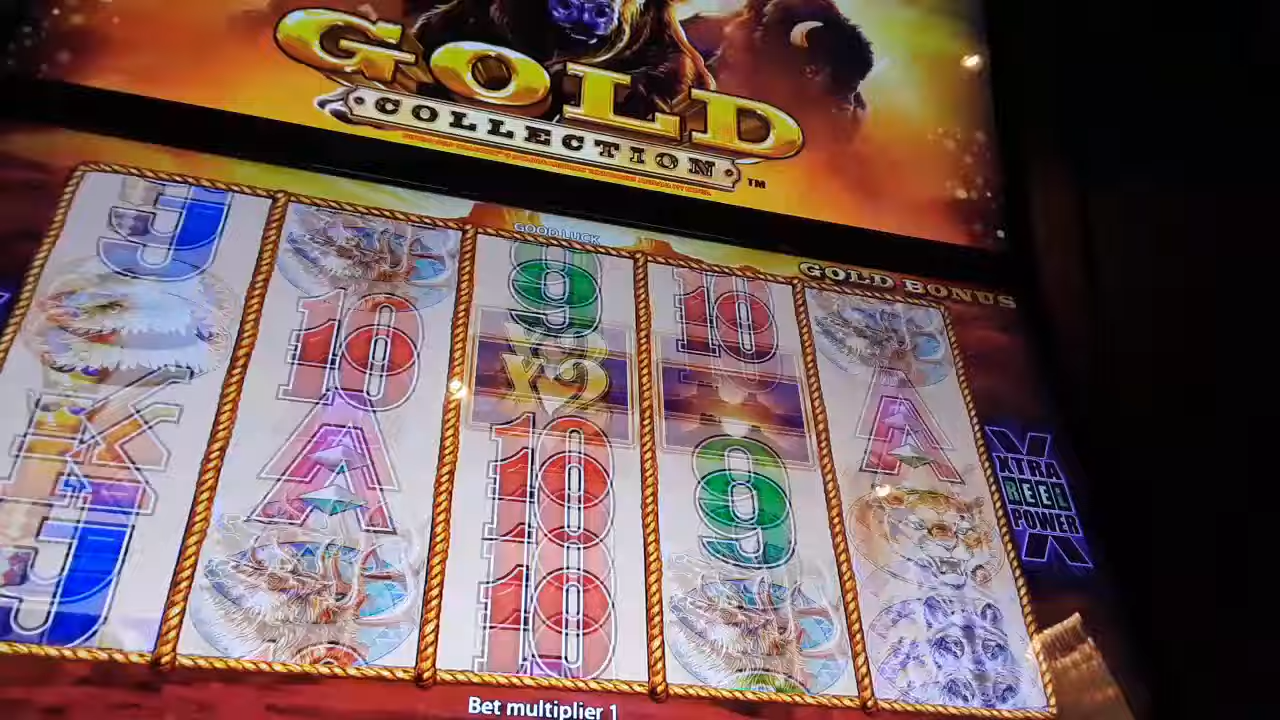 GOLD
COLLECTION
TM
GOOD LUCK
GOLD BONUS
J
9
10
10
X2
A
A
K
10
XTRA
REEL
POWER
9
J
10
Bet multiplier 1